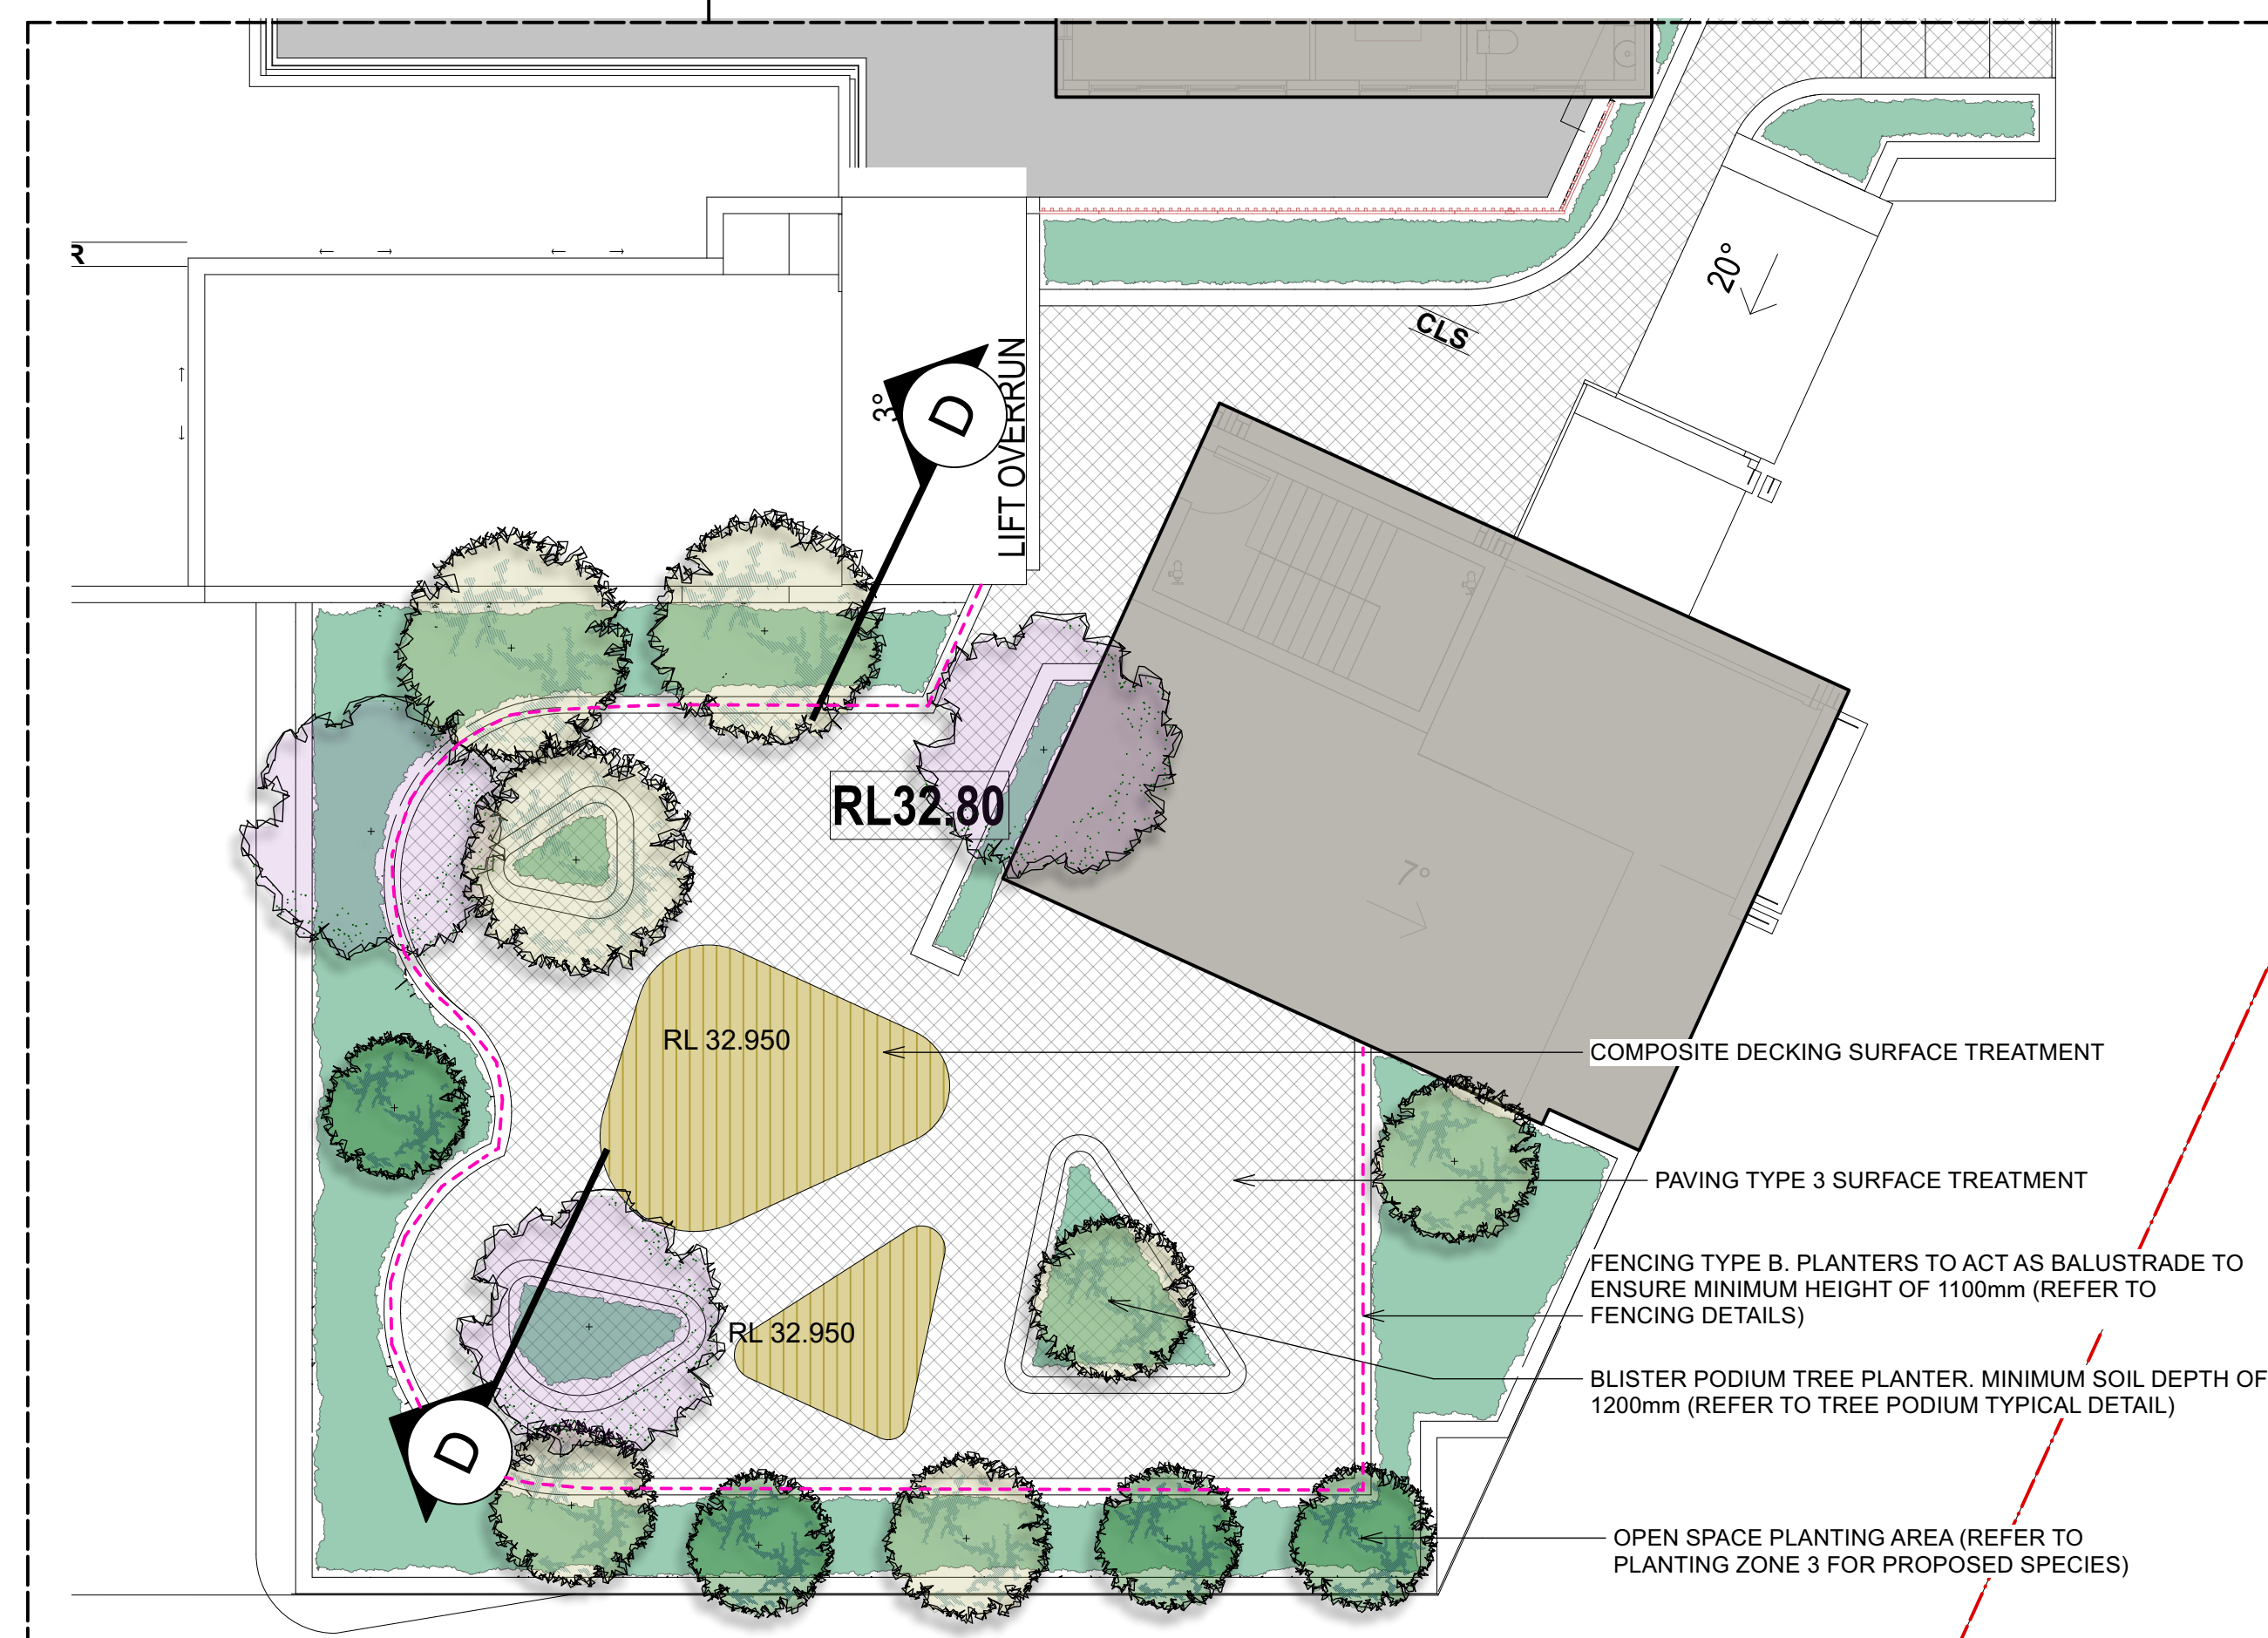 R
20°
CLS
3°
D
LIFT OVERRUN
RL32.80
7°
RL 32.950
COMPOSITE DECKING SURFACE TREATMENT
PAVING TYPE 3 SURFACE TREATMENT
FENCING TYPE B. PLANTERS TO ACT AS BALUSTRADE TO
ENSURE MINIMUM HEIGHT OF 1100mm (REFER TO
FENCING DETAILS)
RL 32.950
BLISTER PODIUM TREE PLANTER. MINIMUM SOIL DEPTH OF
1200mm (REFER TO TREE PODIUM TYPICAL DETAIL)
D
OPEN SPACE PLANTING AREA (REFER TO
PLANTING ZONE 3 FOR PROPOSED SPECIES)